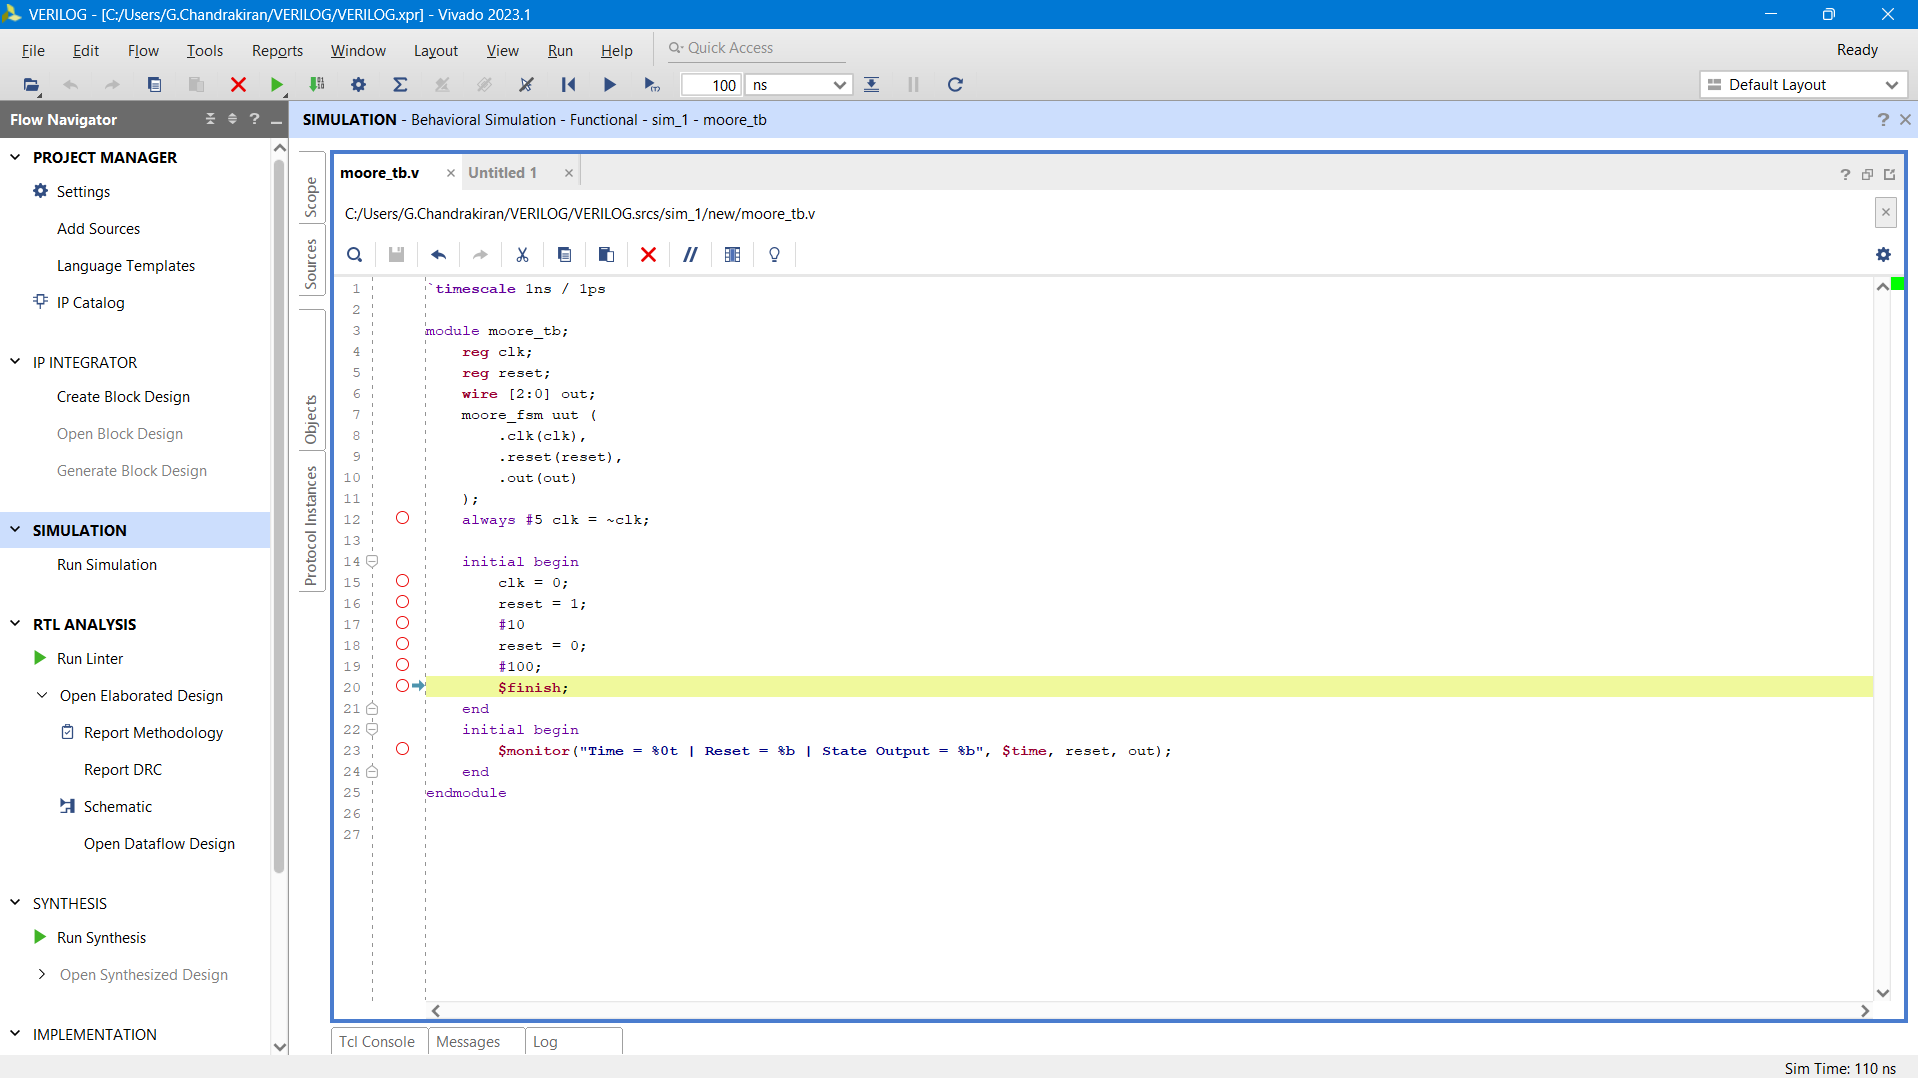 VERILOG - [C:/Users/G.Chandrakiran/VERILOG/VERILOG.xpr] - Vivado 2023.1
File Edit Flow Tools Reports Window Layout View Run Help Quick Access Ready
100 ns Default Layout
Flow Navigator
SIMULATION - Behavioral Simulation - Functional - sim_1 - moore_tb
PROJECT MANAGER
Settings
Add Sources
Language Templates
IP Catalog
IP INTEGRATOR
Create Block Design
Open Block Design
Generate Block Design
SIMULATION
Run Simulation
RTL ANALYSIS
Run Linter
Open Elaborated Design
Report Methodology
Report DRC
Schematic
Open Dataflow Design
SYNTHESIS
Run Synthesis
Open Synthesized Design
IMPLEMENTATION
Scope
Sources
Objects
Protocol Instances
moore_tb.v Untitled 1
C:/Users/G.Chandrakiran/VERILOG/VERILOG.srcs/sim_1/new/moore_tb.v
1 `timescale 1ns / 1ps
2
3 module moore_tb;
4 reg clk;
5 reg reset;
6 wire [2:0] out;
7 moore_fsm uut (
8 .clk(clk),
9 .reset(reset),
10 .out(out)
11 );
12 always #5 clk = ~clk;
13
14 initial begin
15 clk = 0;
16 reset = 1;
17 #10
18 reset = 0;
19 #100;
20 $finish;
21 end
22 initial begin
23 $monitor("Time = %0t | Reset = %b | State Output = %b", $time, reset, out);
24 end
25 endmodule
26
27
Tcl Console Messages Log
Sim Time: 110 ns